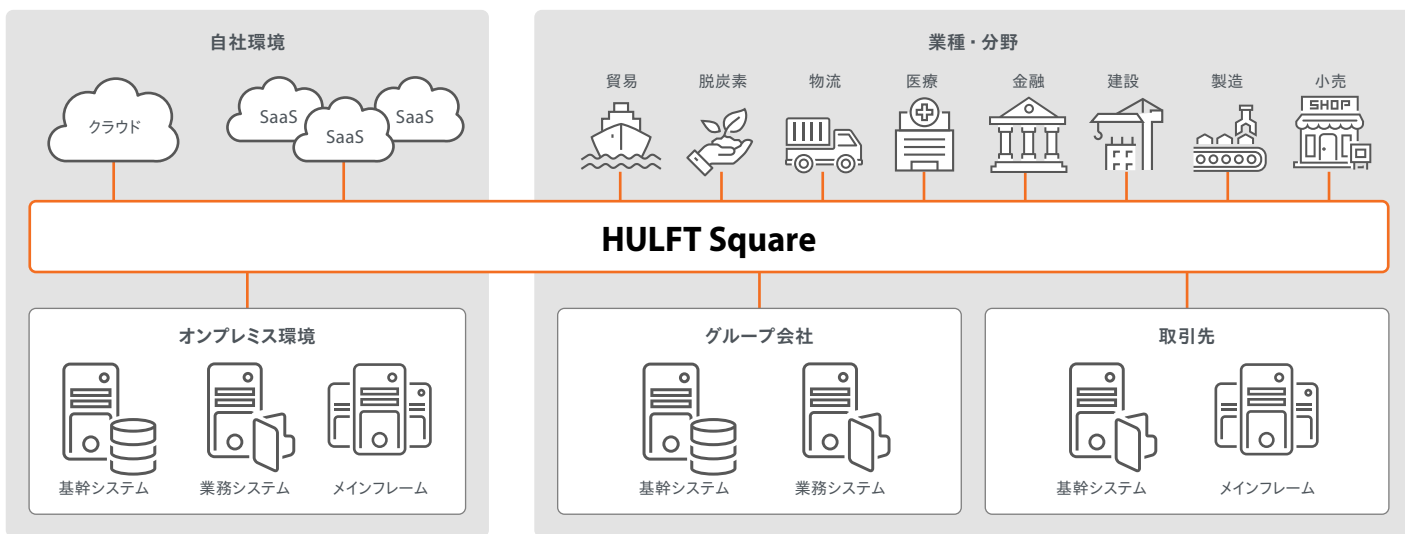 自社環境
クラウド
SaaS
SaaS
SaaS
業種・分野
貿易
脱炭素
物流
医療
金融
建設
製造
小売
SHOP
HULFT Square
オンプレミス環境
基幹システム
業務システム
メインフレーム
グループ会社
基幹システム
業務システム
取引先
基幹システム
メインフレーム